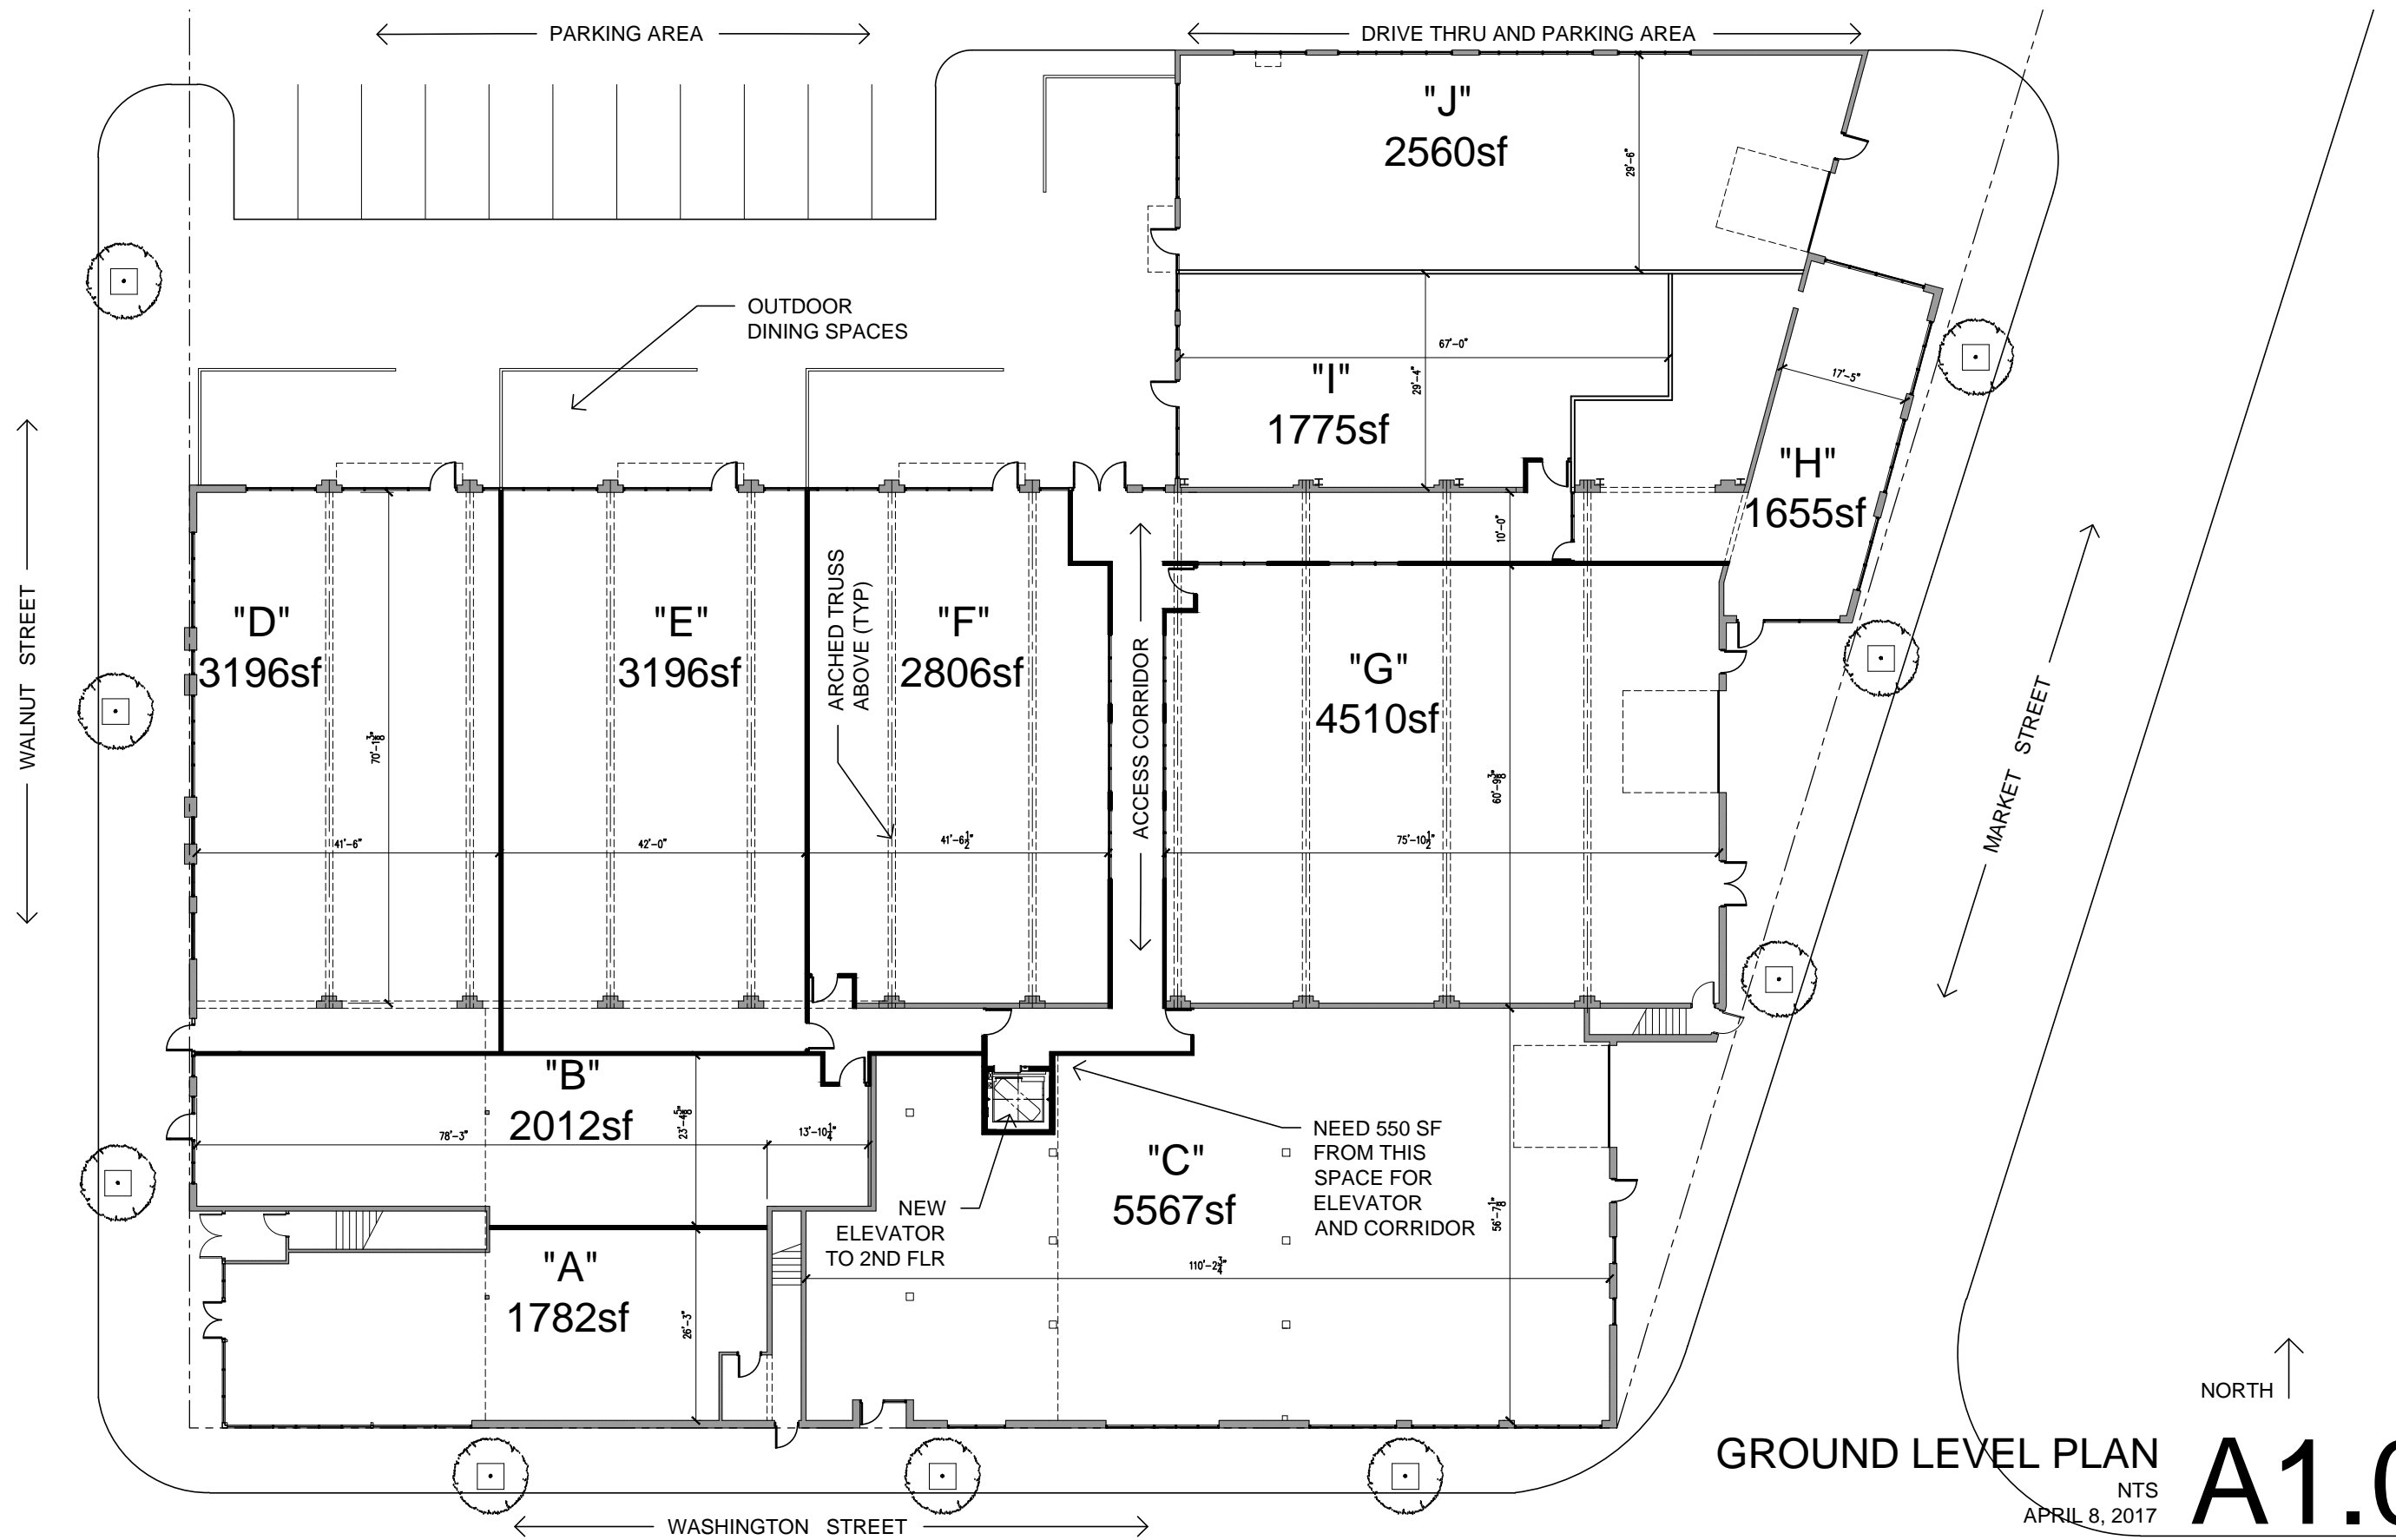 PARKING AREA
DRIVE THRU AND PARKING AREA
"J"
2560sf
29'-6"
OUTDOOR
DINING SPACES
67'-0"
"I"
1775sf
29'-4"
17'-5"
"H"
1655sf
10'-0"
WALNUT STREET
"D"
3196sf
70'-1 3/8"
41'-6"
"E"
3196sf
42'-0"
ARCHED TRUSS
ABOVE (TYP)
"F"
2806sf
41'-6 1/2"
ACCESS CORRIDOR
"G"
4510sf
60'-9 3/8"
75'-10 1/2"
MARKET STREET
"B"
2012sf
23'-4 5/8"
78'-3"
13'-10 1/4"
"C"
5567sf
NEED 550 SF
FROM THIS
SPACE FOR
ELEVATOR
AND CORRIDOR
56'-7 1/8"
NEW
ELEVATOR
TO 2ND FLR
110'-2 3/4"
"A"
1782sf
26'-3"
NORTH
GROUND LEVEL PLAN
NTS
APRIL 8, 2017
A1.0
WASHINGTON STREET